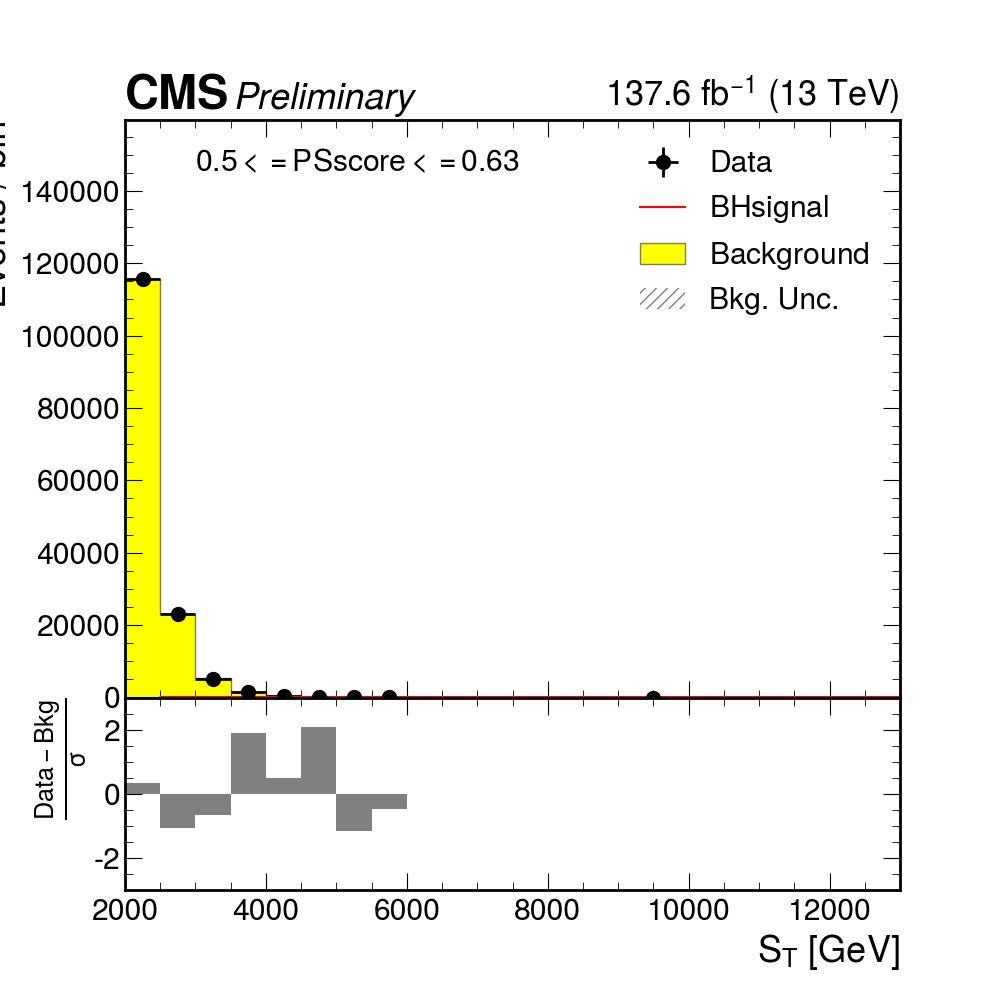 CMS Preliminary 137.6 fb⁻¹ (13 TeV)
0.5 < = PSscore < = 0.63
Data
BHsignal
Background
Bkg. Unc.
140000
120000
100000
80000
60000
40000
20000
0
Data – Bkg
σ
2
0
-2
2000 4000 6000 8000 10000 12000
S_T [GeV]